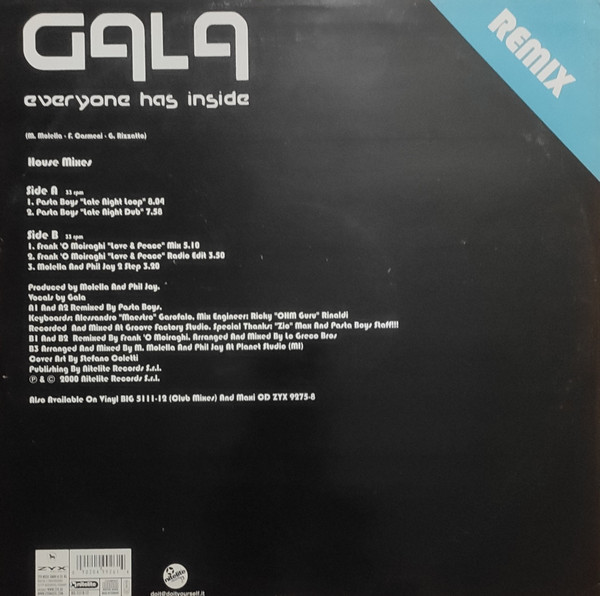 GALA
REMIX
everyone has inside
(M. Molella - F. Carmeni - G. Rizzatto)
House Mixes
Side A 33 rpm
1. Pasta Boys "Late Night Loop" 8.04
2. Pasta Boys "Late Night Dub" 7.58
Side B 33 rpm
1. Frank 'O Moiraghi "Love & Peace" Mix 5.10
2. Frank 'O Moiraghi "Love & Peace" Radio Edit 3.50
3. Molella And Phil Jay 2 Step 3.20
Produced by Molella And Phil Jay.
Vocals by Gala
A1 And A2 Remixed By Pasta Boys.
Keyboards: Alessandro "Maestro" Garofalo. Mix Engineer: Ricky "OHM Guru" Rinaldi
Recorded And Mixed At Groove Factory Studio. Special Thanks: "Zio" Max And Pasta Boys Staff!!!
B1 And B2 Remixed By Frank 'O Moiraghi. Arranged And Mixed By Lo Greco Bros
B3 Arranged And Mixed By M. Molella And Phil Jay At Planet Studio (MI)
Cover Art By Stefano Coletti
Publishing By Nitelite Records S.r.l.
℗ & © 2000 Nitelite Records S.r.l.
Also Available On Vinyl BIG 5111-12 (Club Mixes) And Maxi CD ZYX 9275-8
ZYX
nitelite
nitelite
doit@doityourself.it